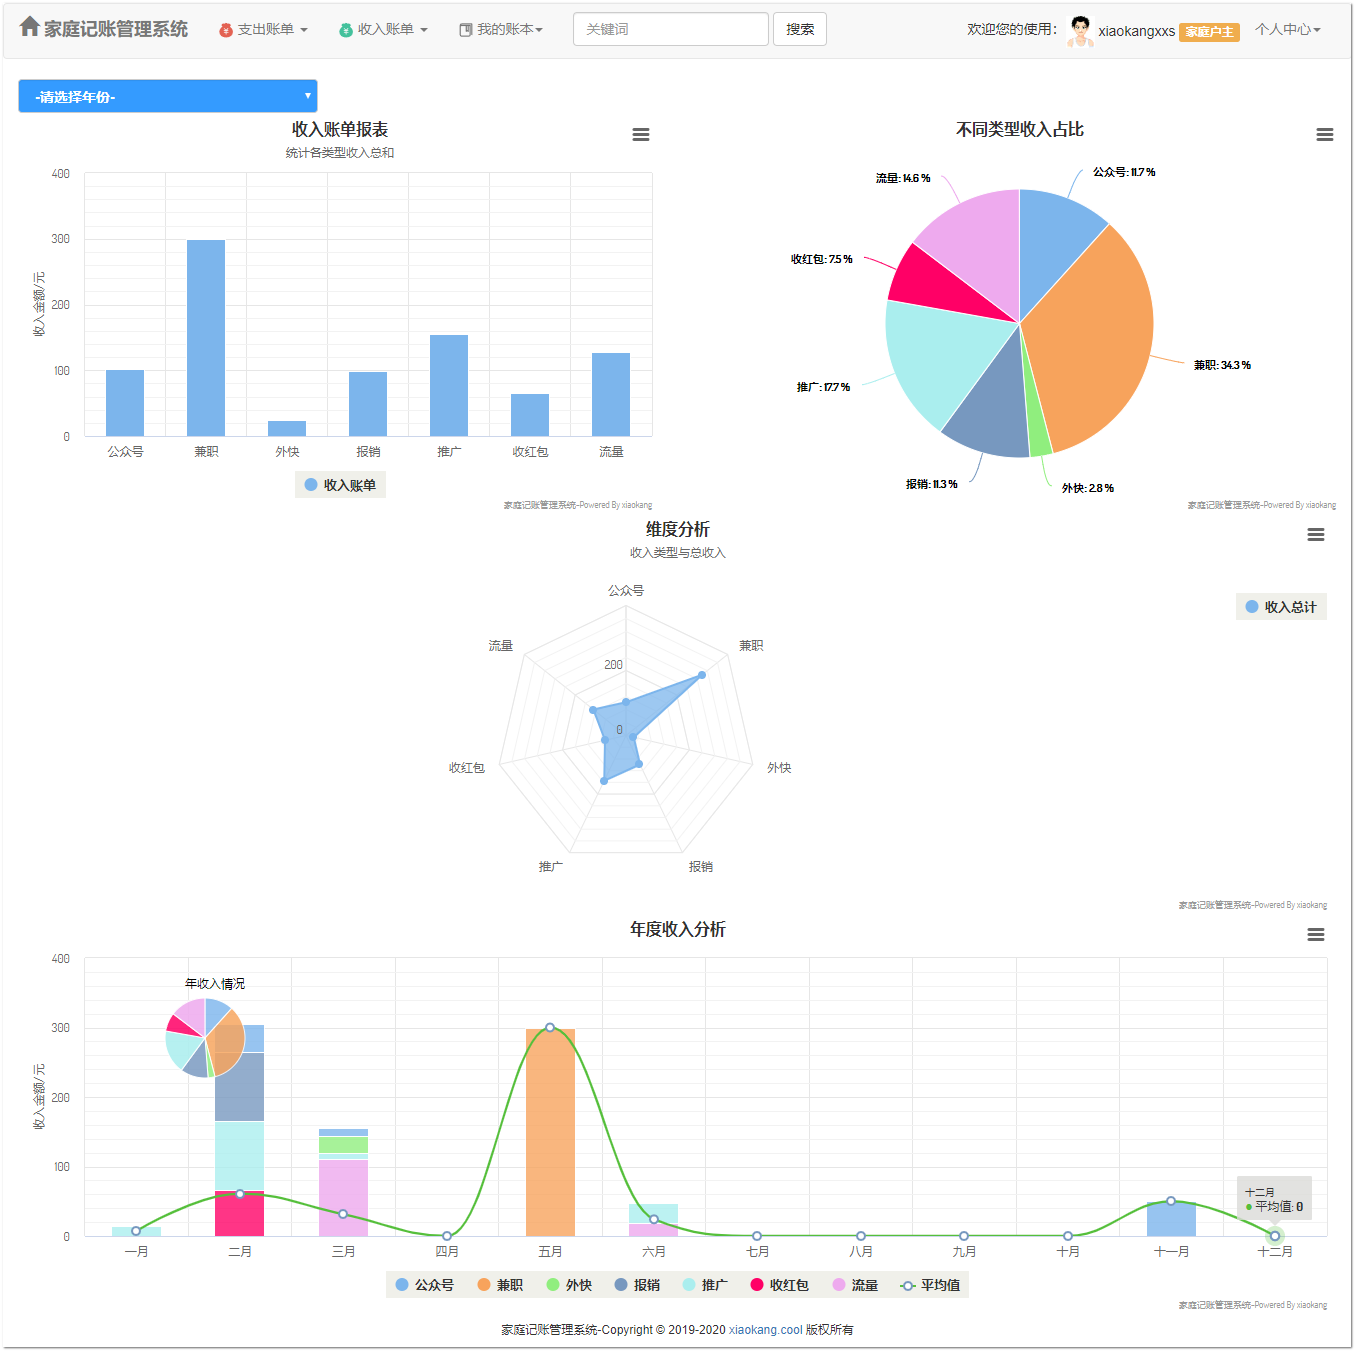 家庭记账管理系统 支出账单 收入账单 我的账本 关键词 搜索 欢迎您的使用： xiaokangxxs 家庭户主 个人中心
-请选择年份-
收入账单报表
统计各类型收入总和
收入金额/元
400
300
200
100
0
公众号 兼职 外快 报销 推广 收红包 流量
收入账单
家庭记账管理系统-Powered By xiaokang
不同类型收入占比
公众号: 11.7 %
流量: 14.6 %
收红包: 7.5 %
兼职: 34.3 %
推广: 17.7 %
报销: 11.3 %
外快: 2.8 %
家庭记账管理系统-Powered By xiaokang
维度分析
收入类型与总收入
收入总计
公众号
流量
兼职
200
0
收红包
外快
推广
报销
家庭记账管理系统-Powered By xiaokang
年度收入分析
收入金额/元
400
300
200
100
0
年收入情况
十二月
平均值: 0
一月 二月 三月 四月 五月 六月 七月 八月 九月 十月 十一月 十二月
公众号 兼职 外快 报销 推广 收红包 流量 平均值
家庭记账管理系统-Powered By xiaokang
家庭记账管理系统-Copyright © 2019-2020 xiaokang.cool 版权所有